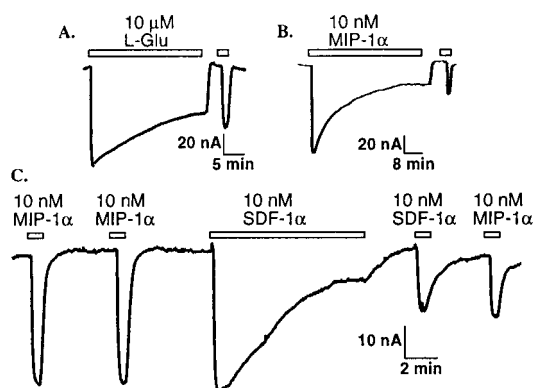 A.
10 μM
L-Glu
20 nA
5 min
B.
10 nM
MIP-1α
20 nA
8 min
C.
10 nM 10 nM 10 nM 10 nM 10 nM
MIP-1α MIP-1α SDF-1α SDF-1α MIP-1α
10 nA
2 min